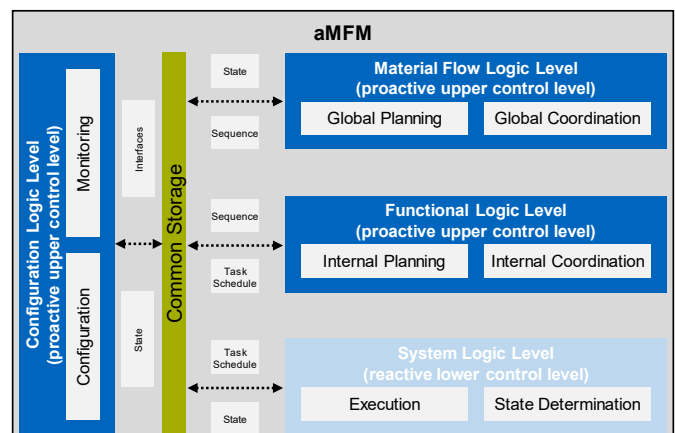 aMFM
Configuration Logic Level
(proactive upper control level)
Monitoring
Configuration
Interfaces
State
Common Storage
State
Sequence
Material Flow Logic Level
(proactive upper control level)
Global Planning
Global Coordination
Sequence
Task
Schedule
Functional Logic Level
(proactive upper control level)
Internal Planning
Internal Coordination
Task
Schedule
State
System Logic Level
(reactive lower control level)
Execution
State Determination